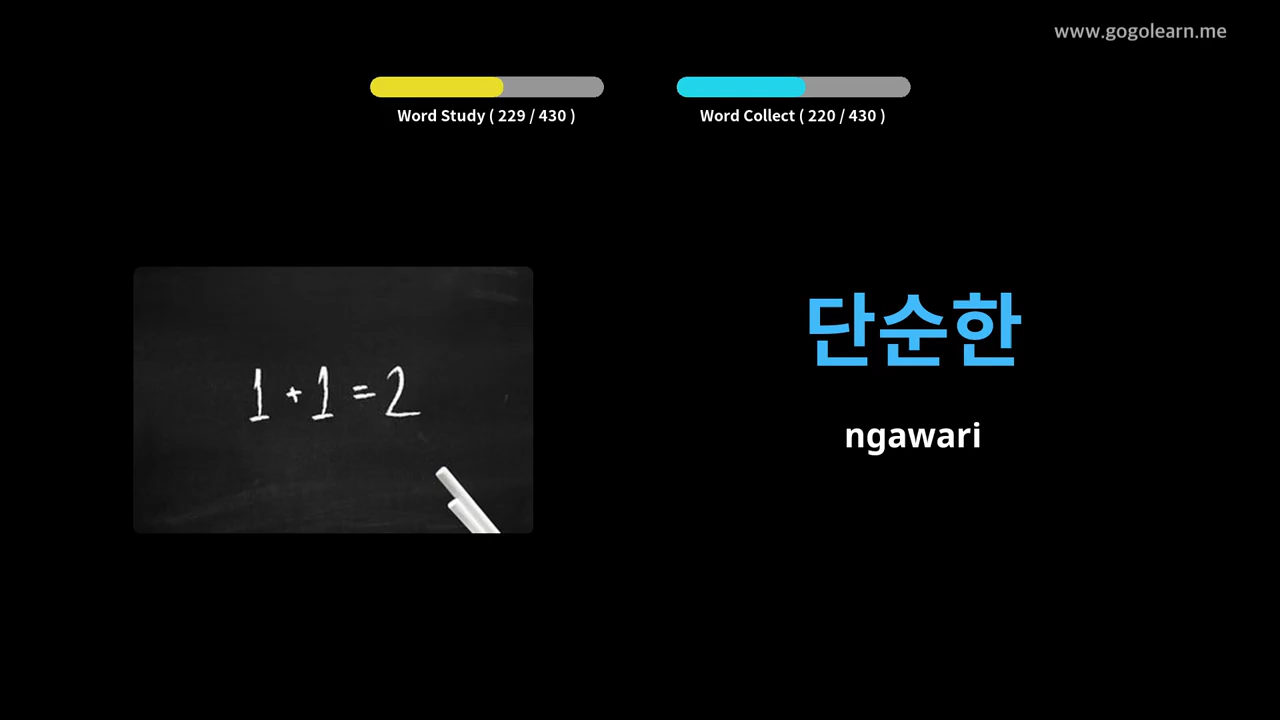 www.gogolearn.me
Word Study ( 229 / 430 )
Word Collect ( 220 / 430 )
1 + 1 = 2
단순한
ngawari